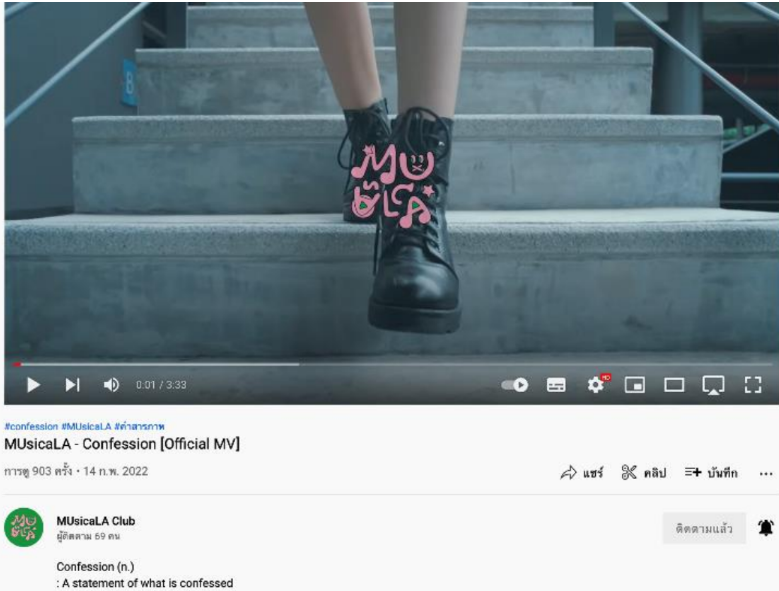 B
MU
SICA
0:01 / 3:33
HD
#confession #MUsicaLA #คำสารภาพ
MUsicaLA - Confession [Official MV]
การดู 903 ครั้ง • 14 ก.พ. 2022
แชร์ คลิป บันทึก ...
MUsicaLA Club
ผู้ติดตาม 69 คน
ติดตามแล้ว
Confession (n.)
: A statement of what is confessed